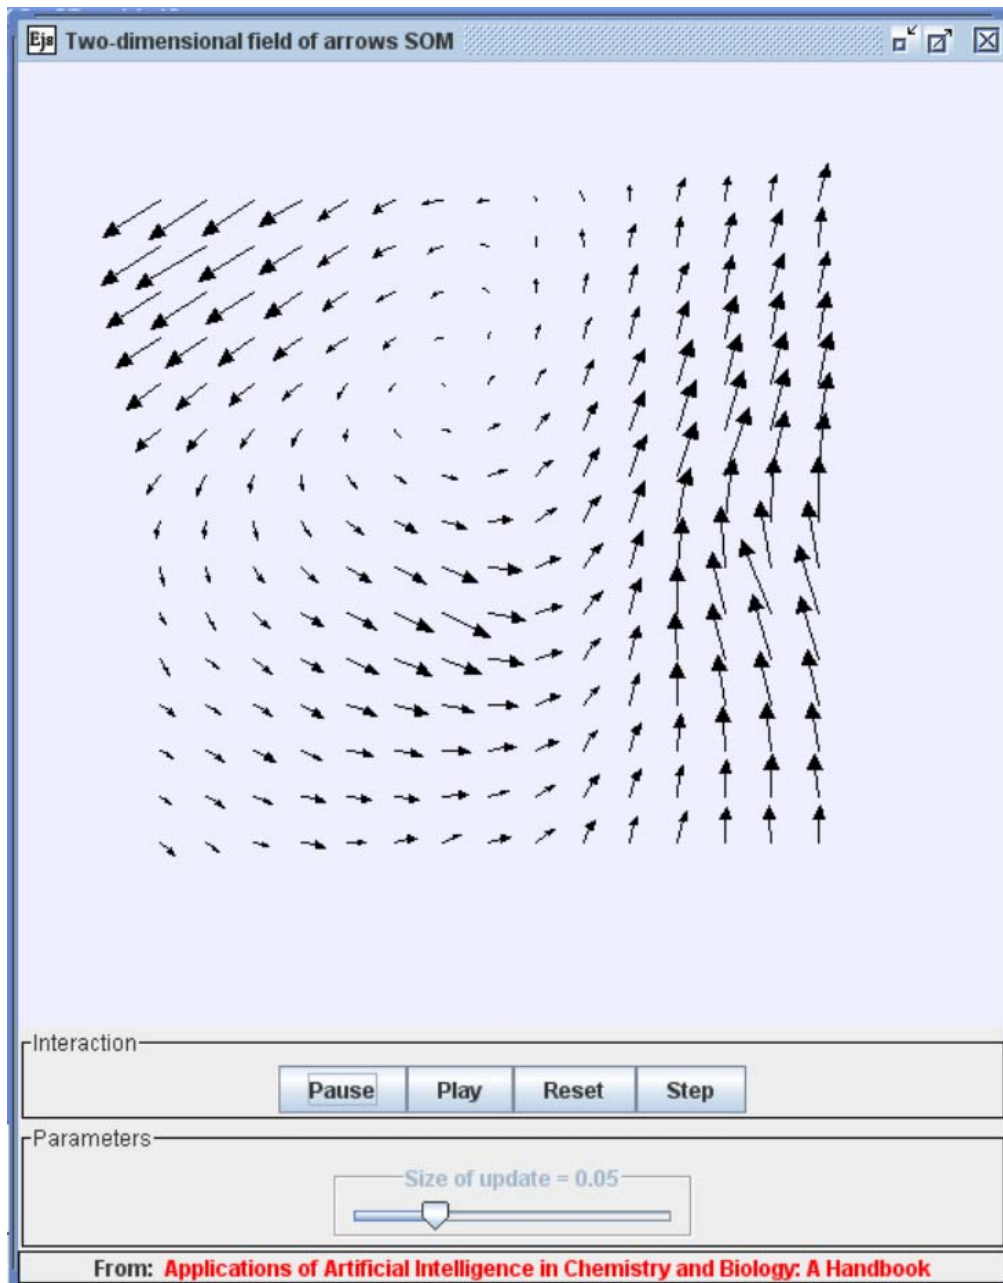 Ejs Two-dimensional field of arrows SOM
Interaction
Pause Play Reset Step
Parameters
Size of update = 0.05
From: Applications of Artificial Intelligence in Chemistry and Biology: A Handbook